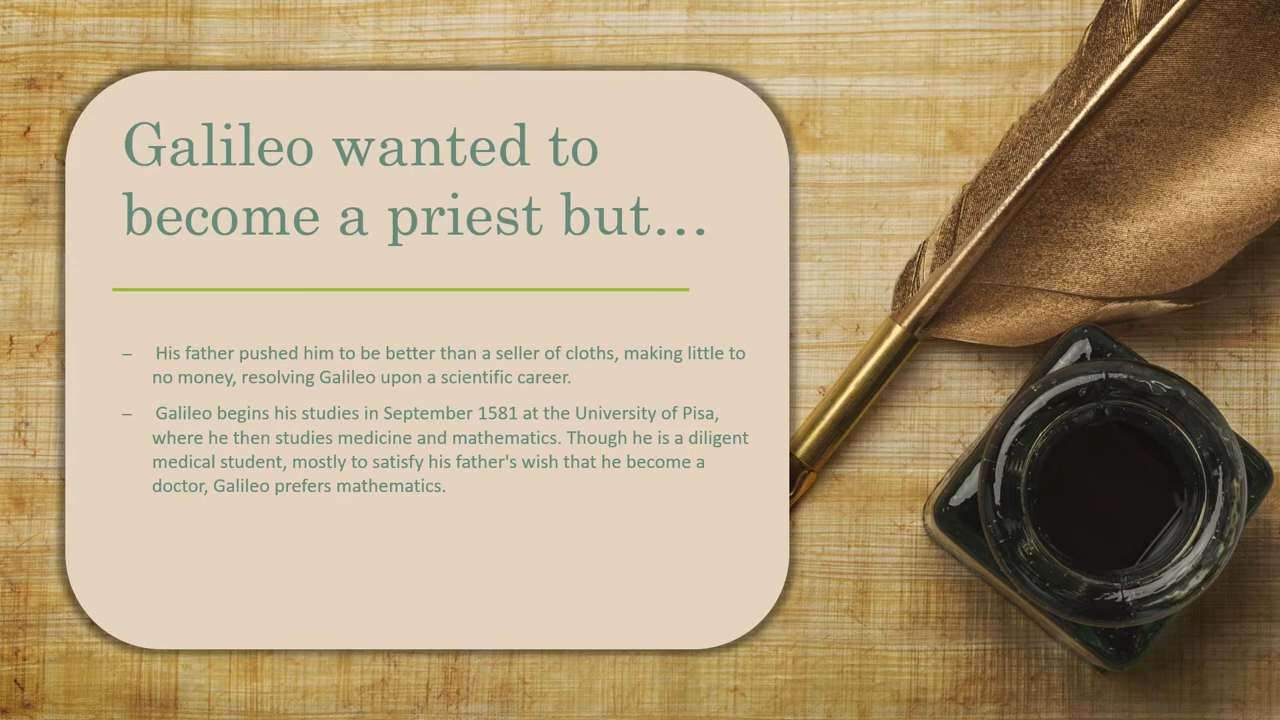 Galileo wanted to
become a priest but...
– His father pushed him to be better than a seller of cloths, making little to
no money, resolving Galileo upon a scientific career.
– Galileo begins his studies in September 1581 at the University of Pisa,
where he then studies medicine and mathematics. Though he is a diligent
medical student, mostly to satisfy his father's wish that he become a
doctor, Galileo prefers mathematics.